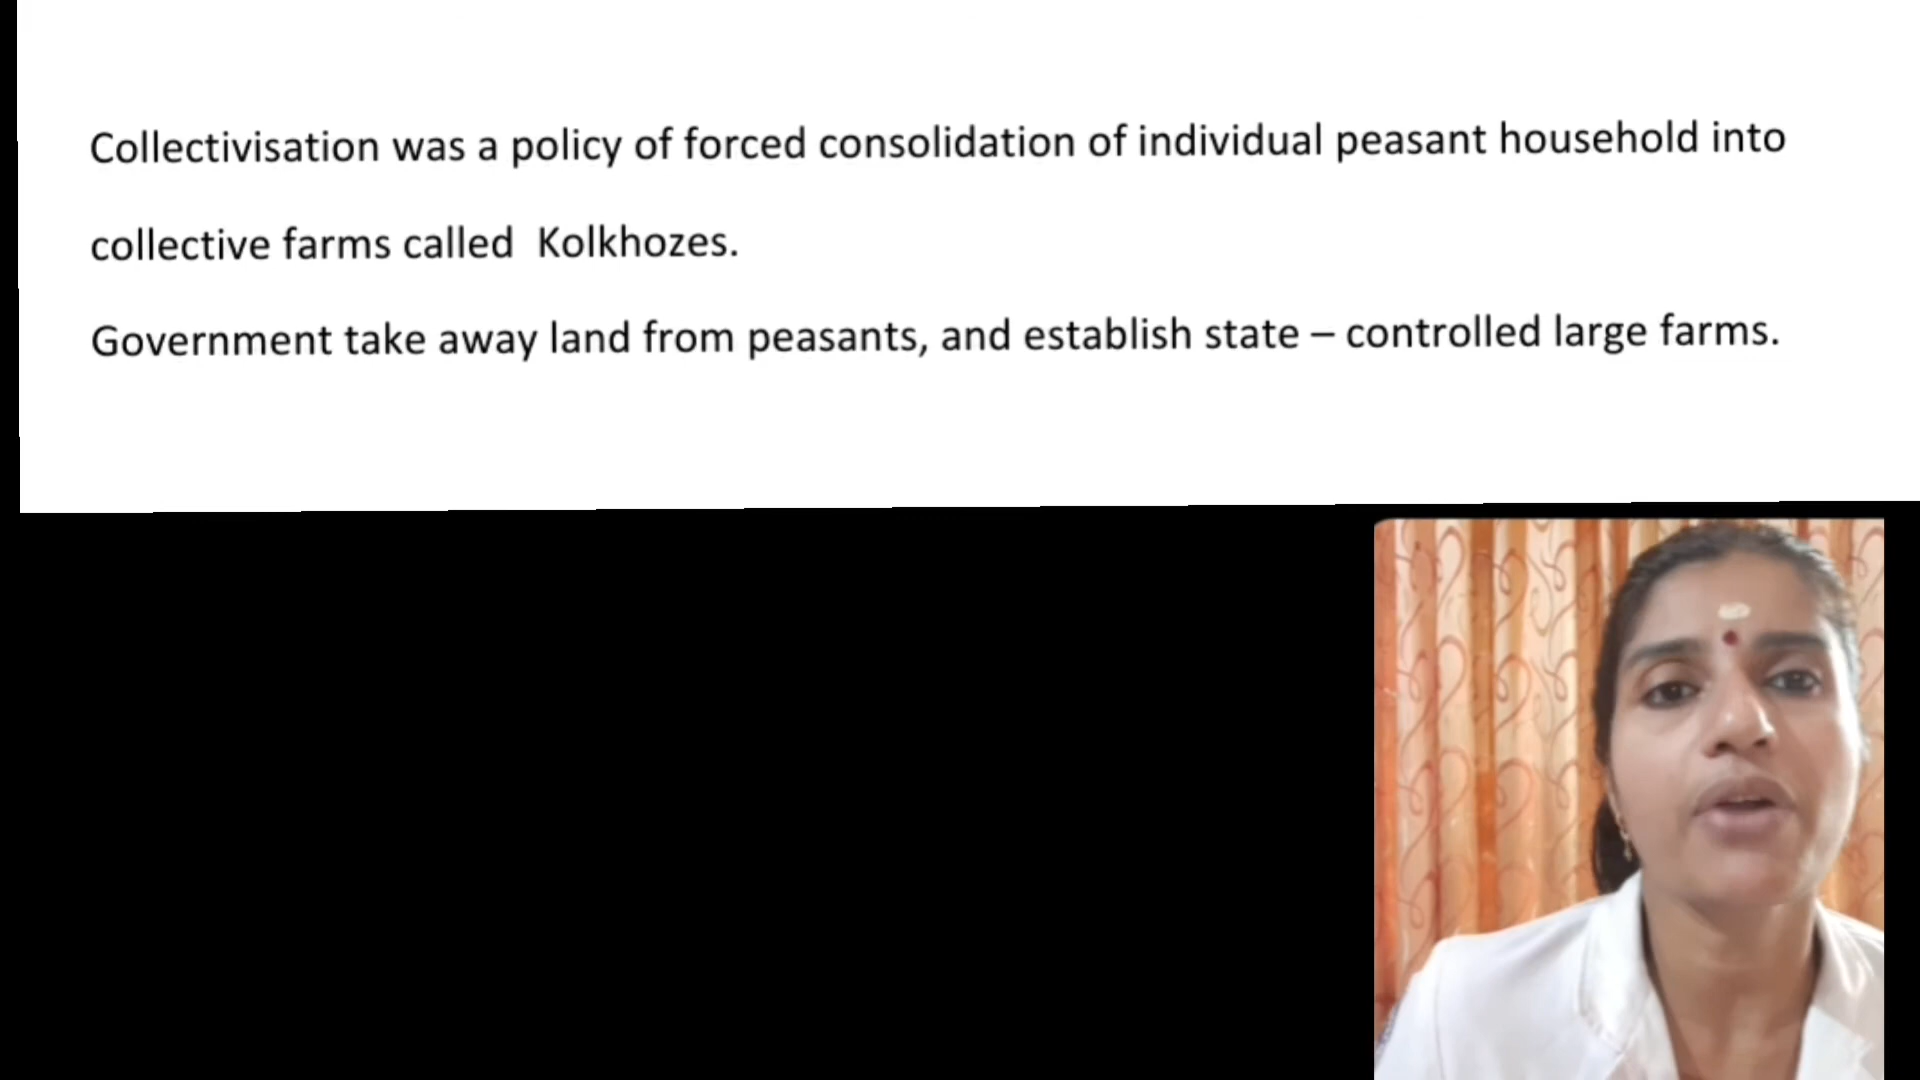 Collectivisation was a policy of forced consolidation of individual peasant household into
collective farms called  Kolkhozes.
Government take away land from peasants, and establish state – controlled large farms.